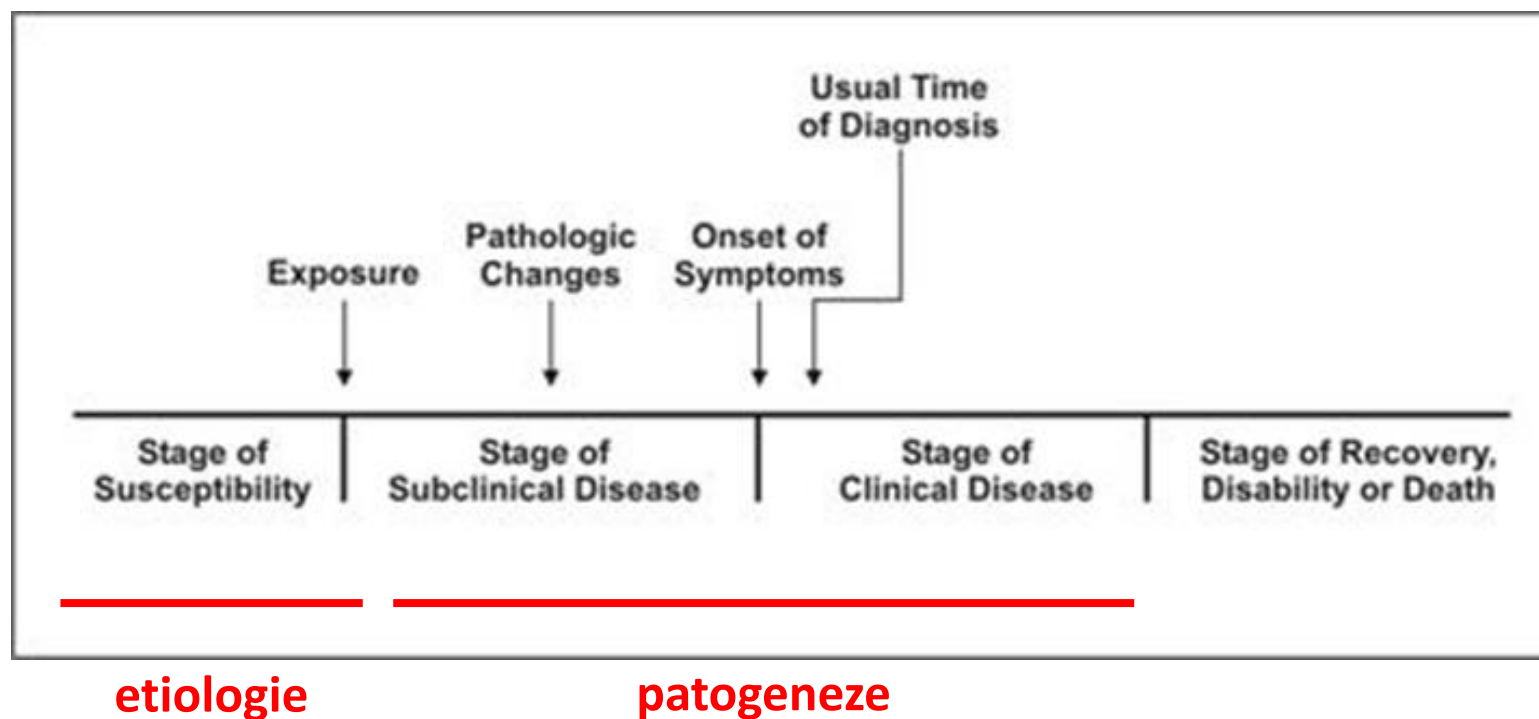 Usual Time
of Diagnosis
Exposure
Pathologic
Changes
Onset of
Symptoms
Stage of
Susceptibility
Stage of
Subclinical Disease
Stage of
Clinical Disease
Stage of Recovery,
Disability or Death
etiologie
patogeneze